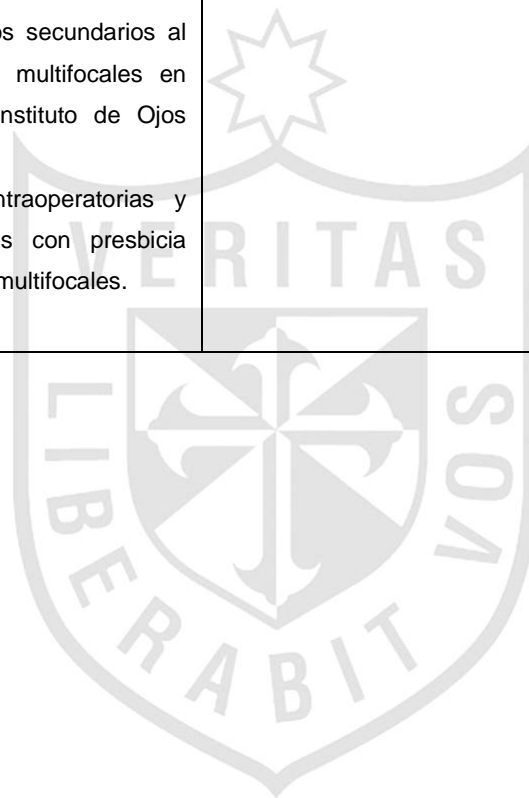 os secundarios al
multifocales en
nstituto de Ojos
ntraoperatorias y
s con presbicia
multifocales.
VERITAS
LIBERABIT VOS